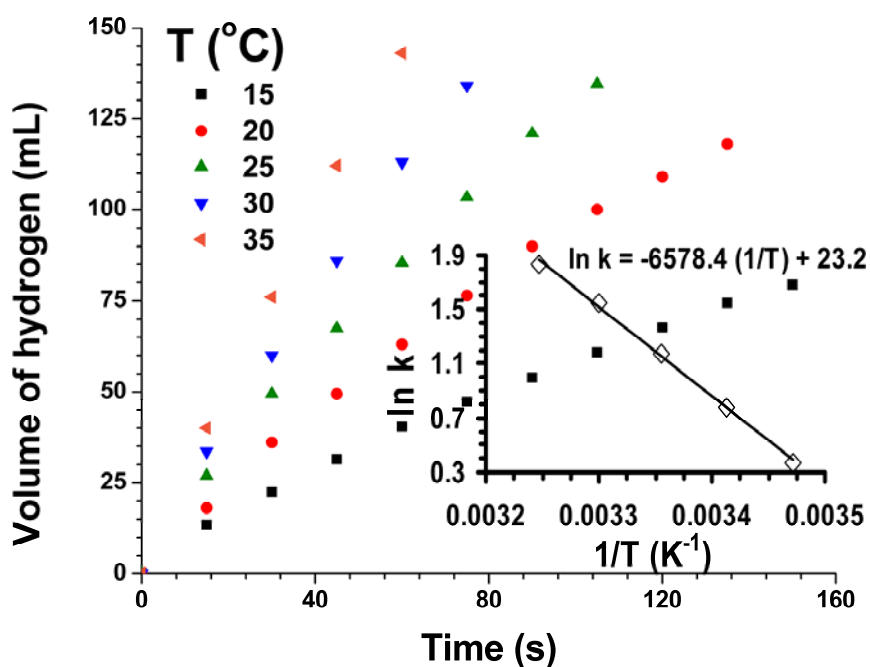 150
125
100
75
50
25
0
Volume of hydrogen (mL)
T (°C)
15
20
25
30
35
ln k = -6578.4 (1/T) + 23.2
1.9
1.5
1.1
0.7
0.3
ln k
0.0032 0.0033 0.0034 0.0035
1/T (K⁻¹)
0 40 80 120 160
Time (s)